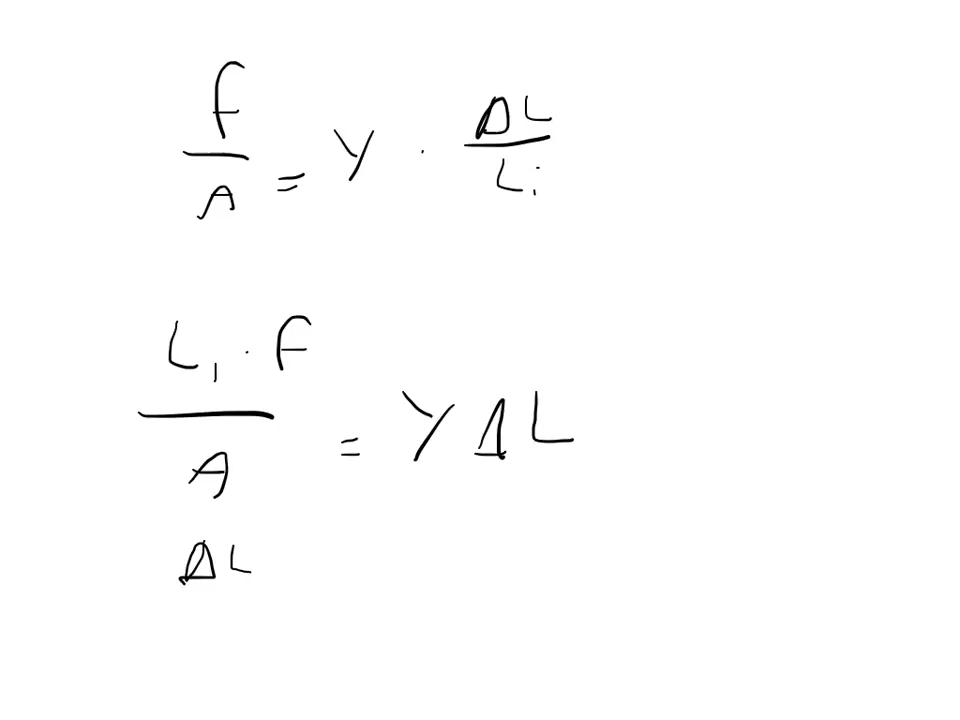 F/A = Y · ΔL/Li
Li · F/A = Y ΔL
ΔL